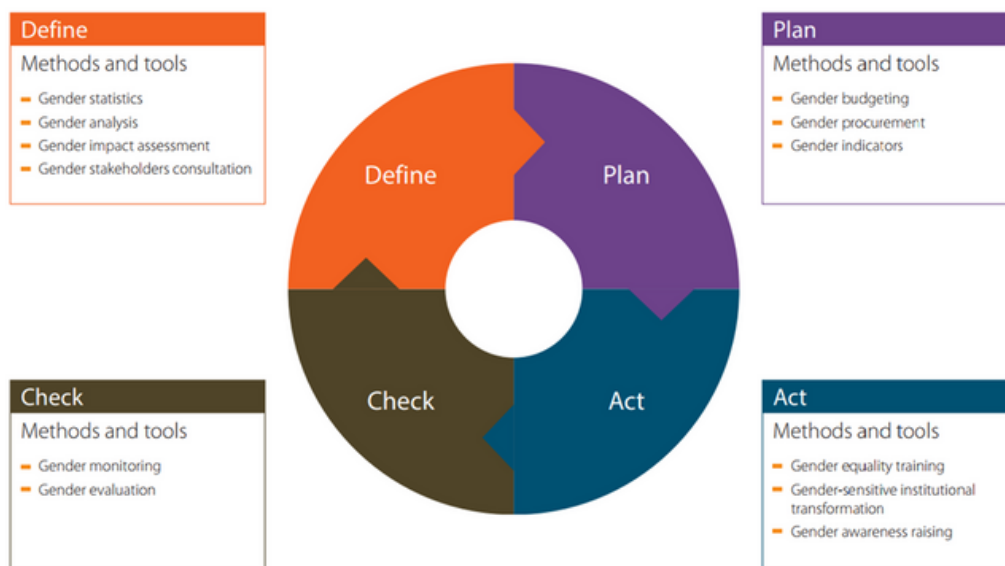 Define
Methods and tools
Gender statistics
Gender analysis
Gender impact assessment
Gender stakeholders consultation
Plan
Methods and tools
Gender budgeting
Gender procurement
Gender indicators
Define
Plan
Check
Act
Check
Methods and tools
Gender monitoring
Gender evaluation
Act
Methods and tools
Gender equality training
Gender-sensitive institutional
transformation
Gender awareness raising